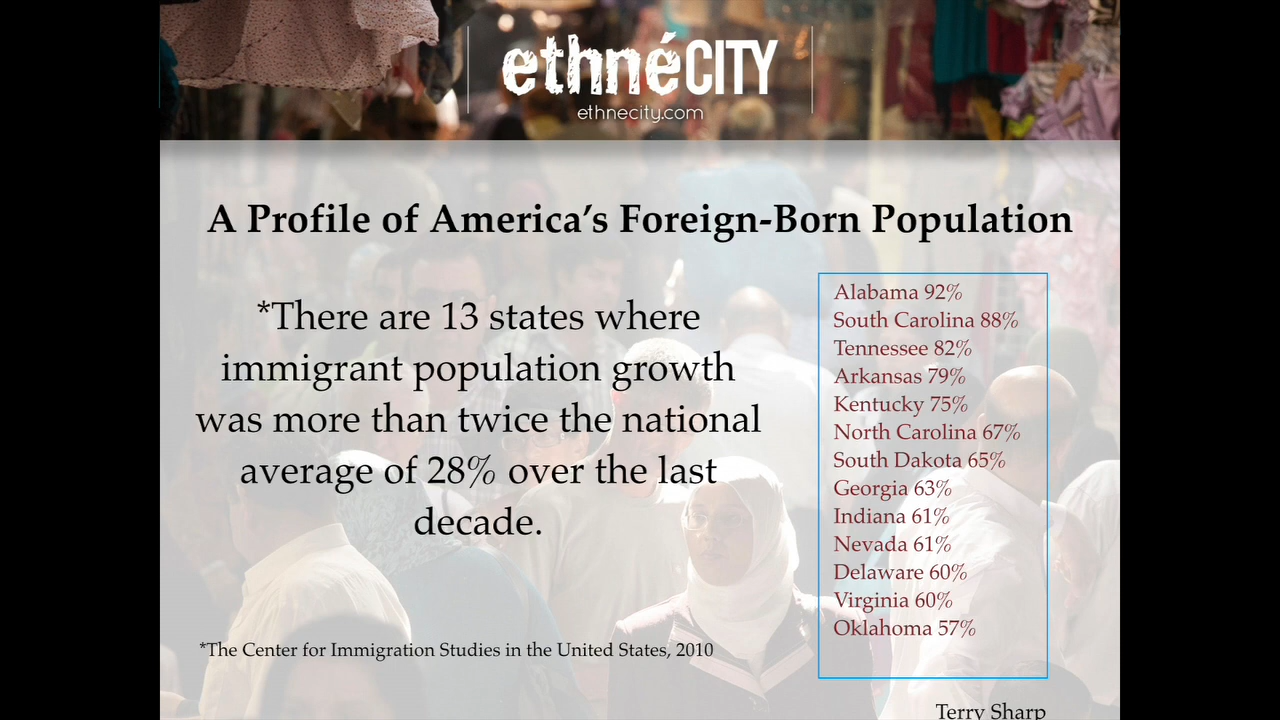 ethnéCITY
ethnecity.com
A Profile of America's Foreign-Born Population
*There are 13 states where
immigrant population growth
was more than twice the national
average of 28% over the last
decade.
*The Center for Immigration Studies in the United States, 2010
Alabama 92%
South Carolina 88%
Tennessee 82%
Arkansas 79%
Kentucky 75%
North Carolina 67%
South Dakota 65%
Georgia 63%
Indiana 61%
Nevada 61%
Delaware 60%
Virginia 60%
Oklahoma 57%
Terry Sharp